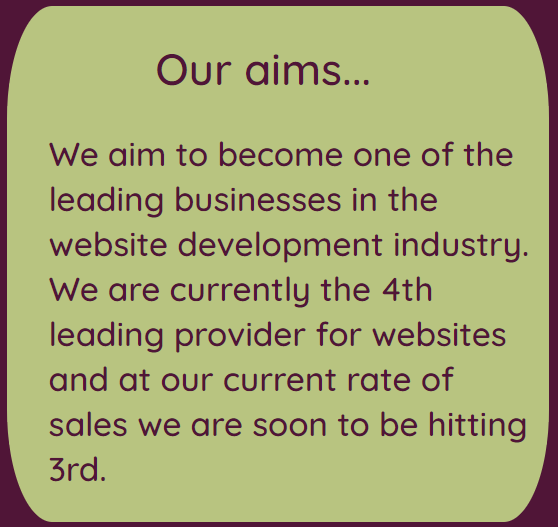 Our aims...
We aim to become one of the
leading businesses in the
website development industry.
We are currently the 4th
leading provider for websites
and at our current rate of
sales we are soon to be hitting
3rd.